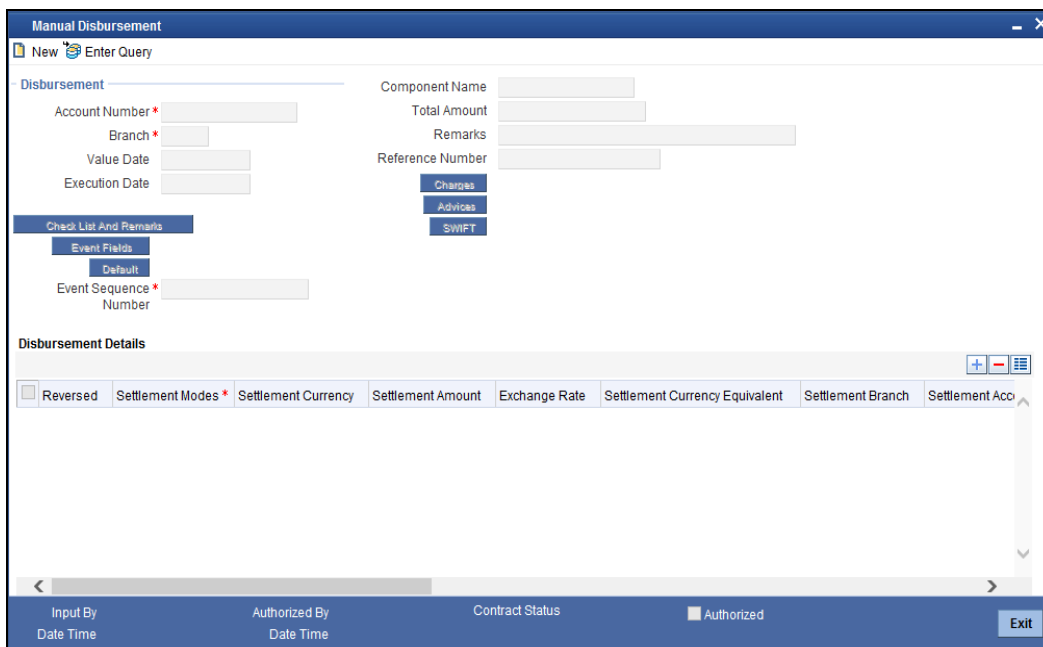 Manual Disbursement
New Enter Query
Disbursement
Account Number *
Branch *
Value Date
Execution Date
Component Name
Total Amount
Remarks
Reference Number
Charges
Advices
SWIFT
Check List And Remarks
Event Fields
Default
Event Sequence *
Number
Disbursement Details
Reversed Settlement Modes * Settlement Currency Settlement Amount Exchange Rate Settlement Currency Equivalent Settlement Branch Settlement Acc
Input By Authorized By Contract Status Authorized
Date Time Date Time
Exit